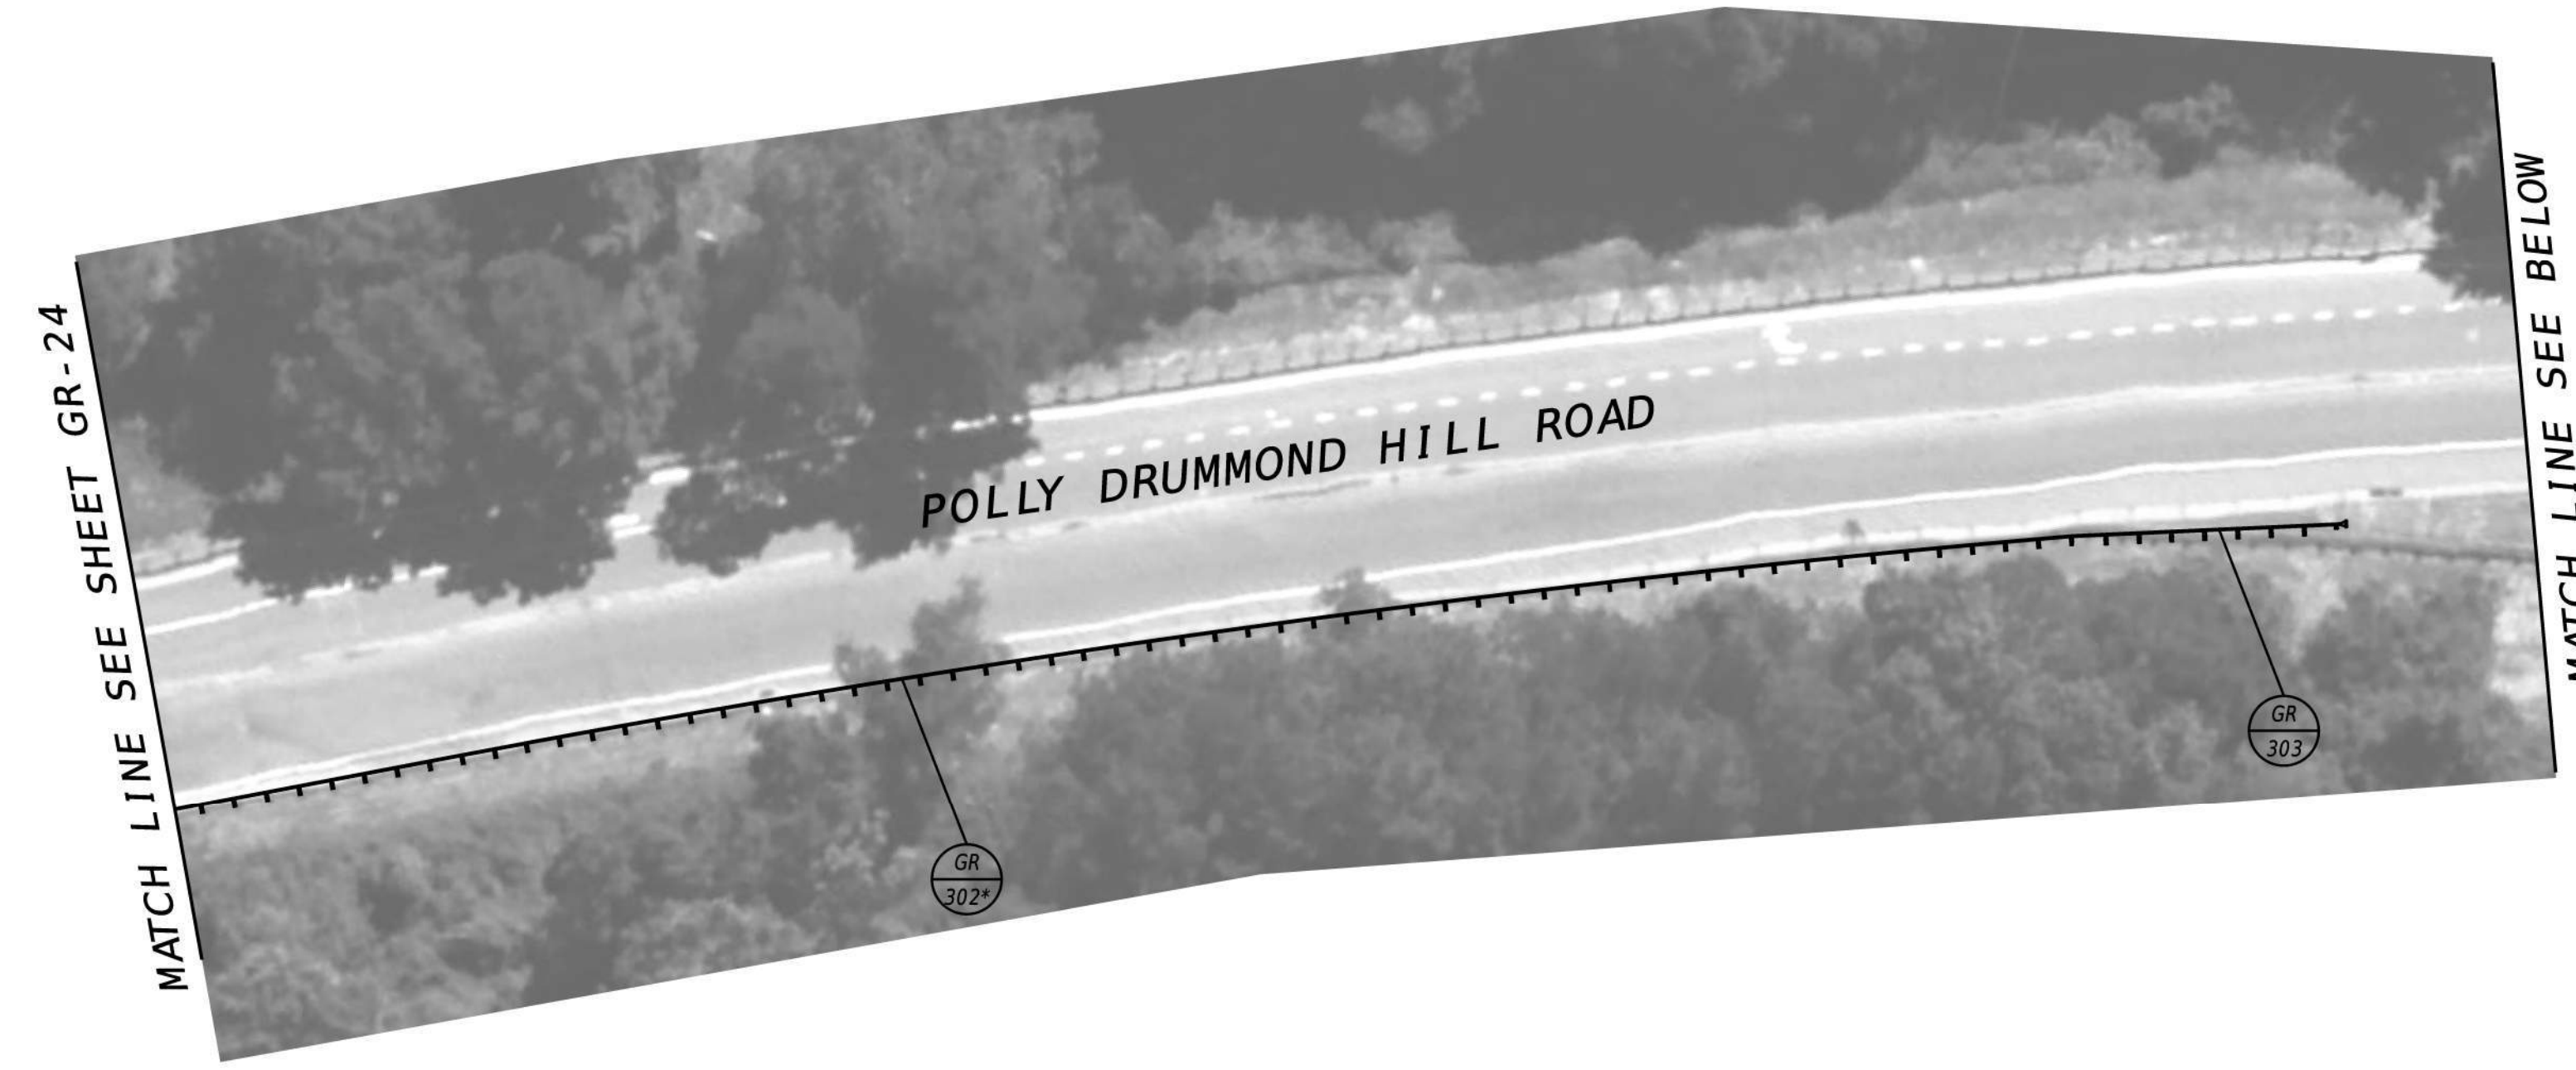 MATCH LINE SEE SHEET GR-24
POLLY DRUMMOND HILL ROAD
GR
302*
GR
303
MATCH LINE SEE BELOW